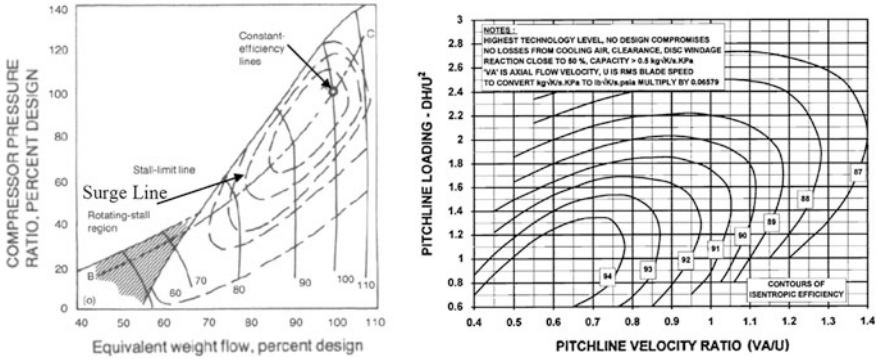 COMPRESSOR PRESSURE
RATIO, PERCENT DESIGN
140
120
100
80
60
40
20
0
Constant-
efficiency
lines
C
Stall-limit line
Surge Line
Rotating-stall
region
B
(o)
60
70
80
90
100
110
40
50
60
70
80
90
100
110
Equivalent weight flow, percent design
PITCHLINE LOADING - DH/U²
3
2.8
2.6
2.4
2.2
2
1.8
1.6
1.4
1.2
1
0.8
0.6
NOTES :
HIGHEST TECHNOLOGY LEVEL, NO DESIGN COMPROMISES
NO LOSSES FROM COOLING AIR, CLEARANCE, DISC WINDAGE
REACTION CLOSE TO 50 %, CAPACITY > 0.5 kg√K/s.KPa
'VA' IS AXIAL FLOW VELOCITY, U IS RMS BLADE SPEED
TO CONVERT kg√K/s.KPa TO lb√K/s.psia MULTIPLY BY 0.06579
87
88
89
90
91
92
93
94
CONTOURS OF
ISENTROPIC EFFICIENCY
0.4
0.5
0.6
0.7
0.8
0.9
1
1.1
1.2
1.3
1.4
PITCHLINE VELOCITY RATIO (VA/U)